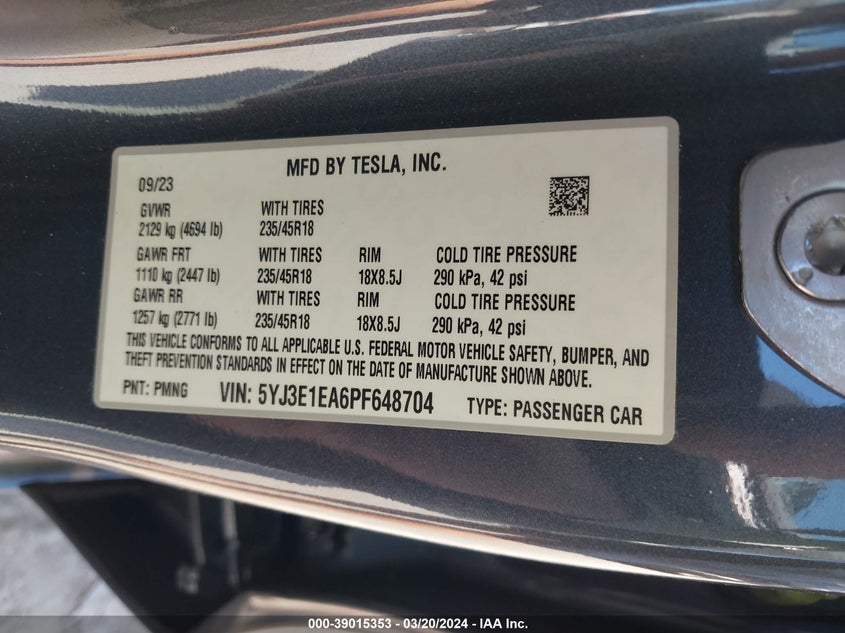 MFD BY TESLA, INC.
09/23
GVWR WITH TIRES
2129 kg (4694 lb) 235/45R18
GAWR FRT WITH TIRES RIM COLD TIRE PRESSURE
1110 kg (2447 lb) 235/45R18 18X8.5J 290 kPa, 42 psi
GAWR RR WITH TIRES RIM COLD TIRE PRESSURE
1257 kg (2771 lb) 235/45R18 18X8.5J 290 kPa, 42 psi
THIS VEHICLE CONFORMS TO ALL APPLICABLE U.S. FEDERAL MOTOR VEHICLE SAFETY, BUMPER, AND
THEFT PREVENTION STANDARDS IN EFFECT ON THE DATE OF MANUFACTURE SHOWN ABOVE.
PNT: PMNG VIN: 5YJ3E1EA6PF648704 TYPE: PASSENGER CAR
000-39015353 — 03/20/2024 — IAA Inc.